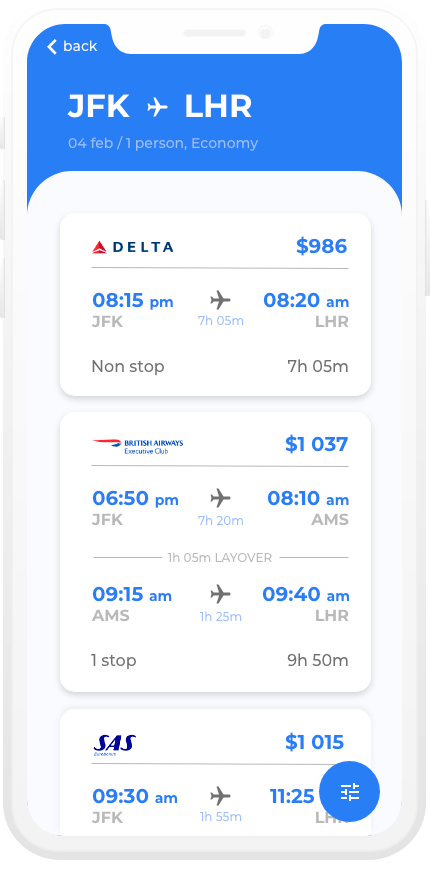 back
JFK LHR
04 feb / 1 person, Economy
DELTA $986
08:15 pm 08:20 am
JFK 7h 05m LHR
Non stop 7h 05m
BRITISH AIRWAYS $1 037
Executive Club
06:50 pm 08:10 am
JFK 7h 20m AMS
1h 05m LAYOVER
09:15 am 09:40 am
AMS 1h 25m LHR
1 stop 9h 50m
SAS $1 015
EuroBonus
09:30 am 11:25
JFK 1h 55m LH